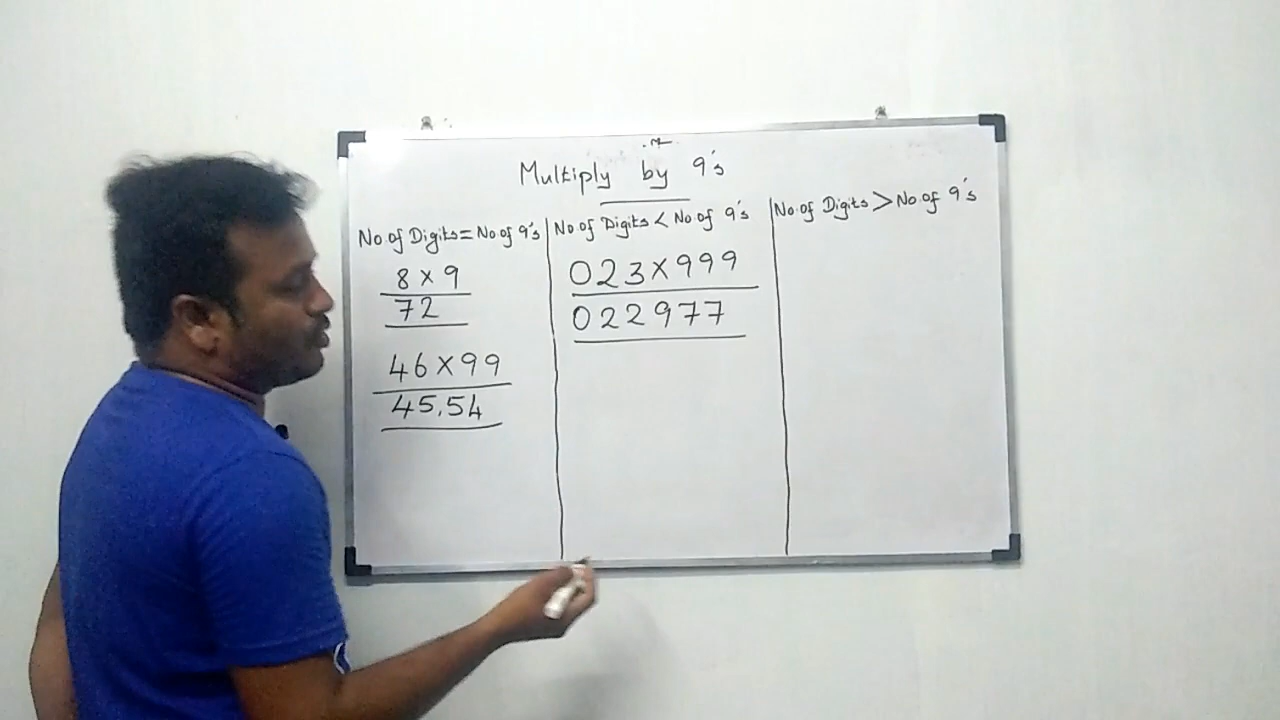 Multiply by 9's
No of Digits = No of 9's
8 × 9
72
46 × 99
45,54
No of Digits < No of 9's
023 × 999
022977
No of Digits > No of 9's